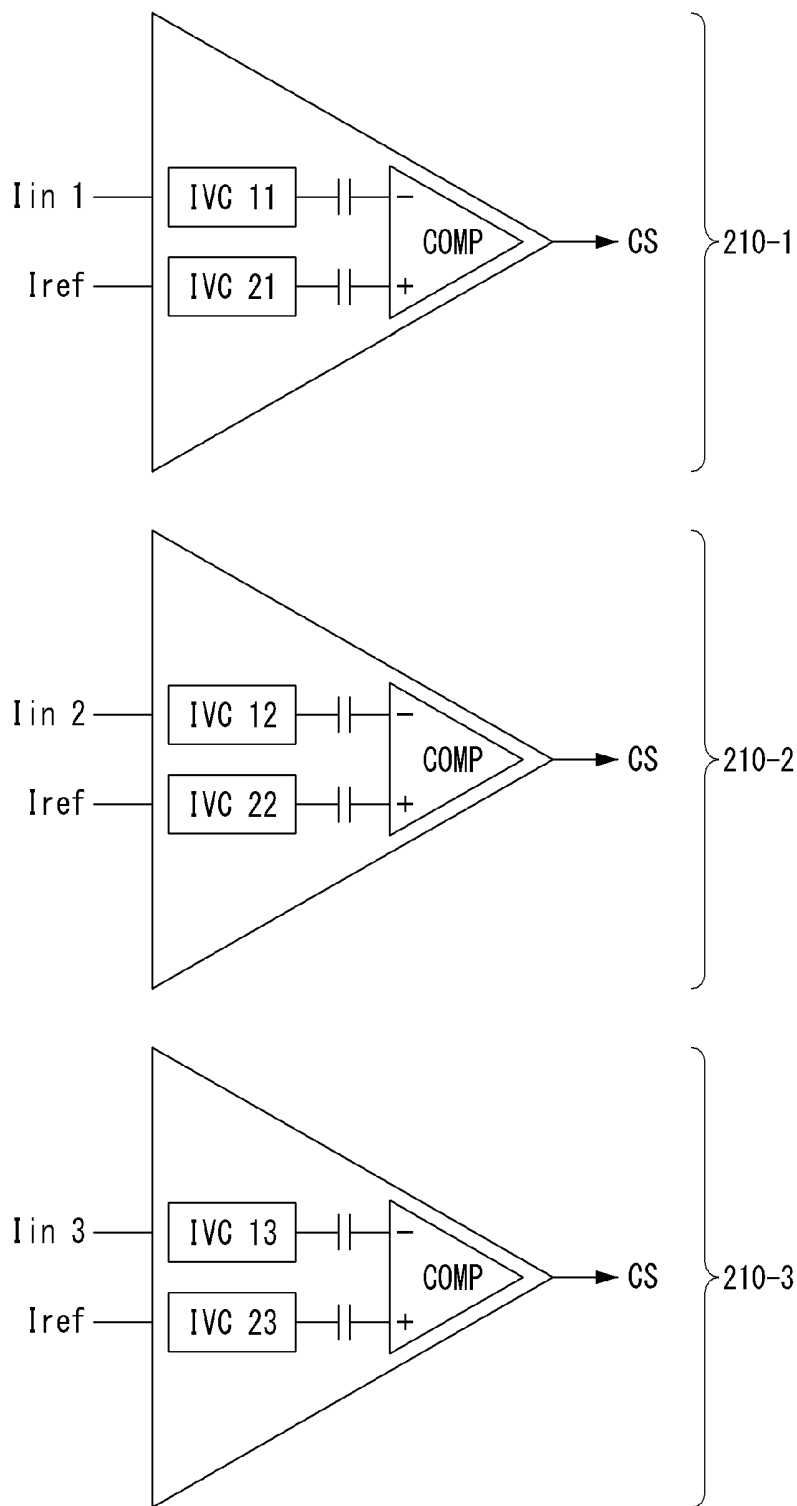 Iin 1
IVC 11
−
COMP
CS
210-1
Iref
IVC 21
+
Iin 2
IVC 12
−
COMP
CS
210-2
Iref
IVC 22
+
Iin 3
IVC 13
−
COMP
CS
210-3
Iref
IVC 23
+